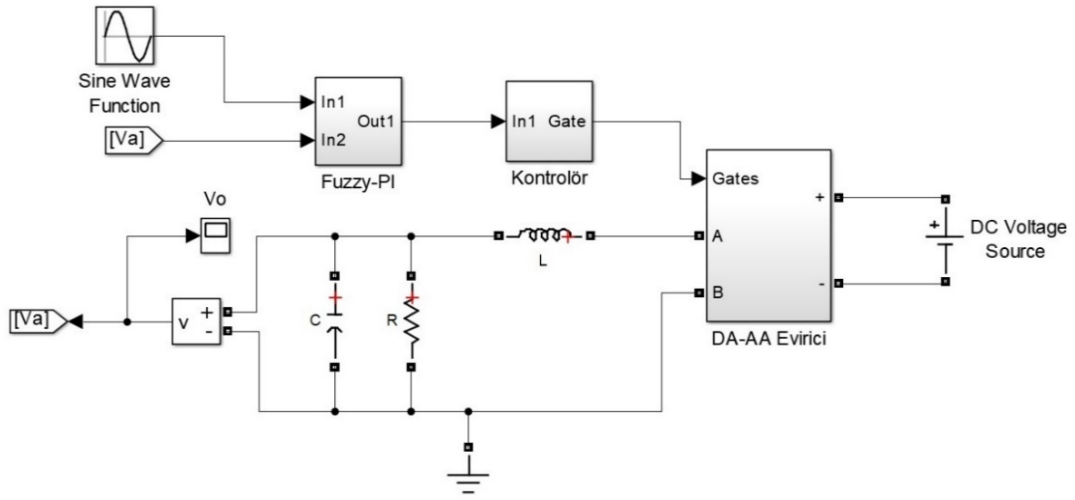 Sine Wave
Function
[Va]
In1
In2
Out1
Fuzzy-PI
In1
Gate
Kontrolör
Gates
A
B
+
-
DA-AA Evirici
+
DC Voltage
Source
Vo
[Va]
v
+
-
C
R
L